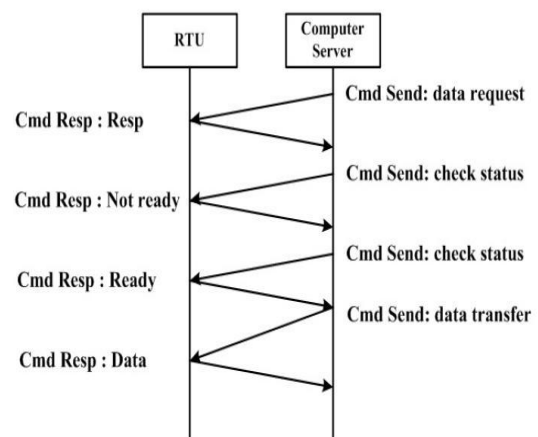 RTU
Computer
Server
Cmd Send: data request
Cmd Resp : Resp
Cmd Send: check status
Cmd Resp : Not ready
Cmd Send: check status
Cmd Resp : Ready
Cmd Send: data transfer
Cmd Resp : Data